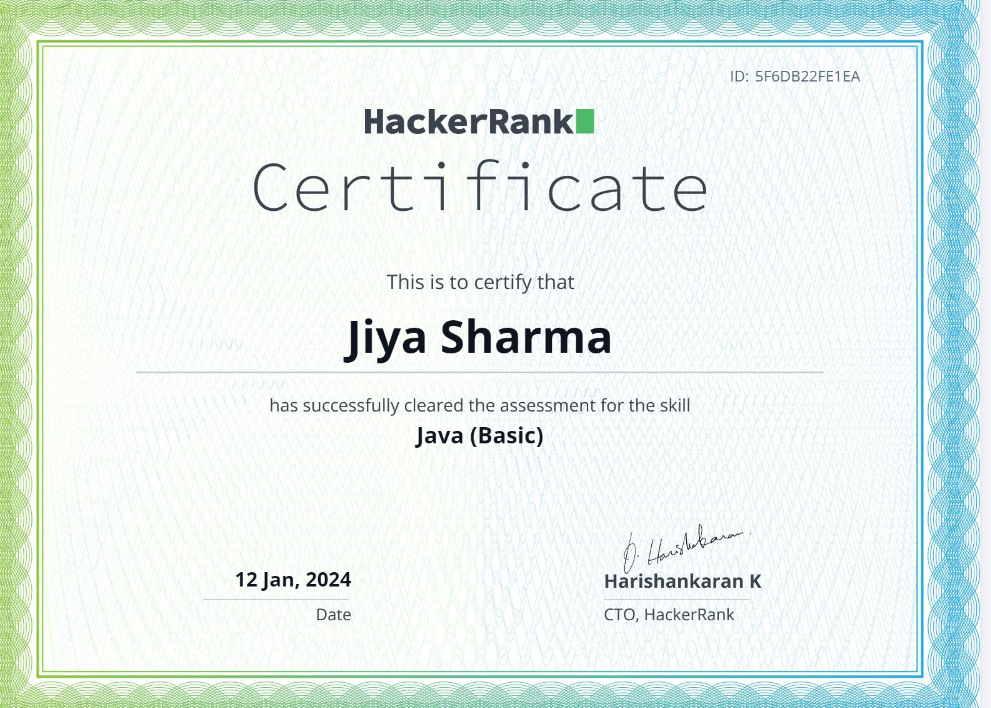 ID: 5F6DB22FE1EA
HackerRank
Certificate
This is to certify that
Jiya Sharma
has successfully cleared the assessment for the skill
Java (Basic)
12 Jan, 2024
Date
Harishankaran
Harishankaran K
CTO, HackerRank